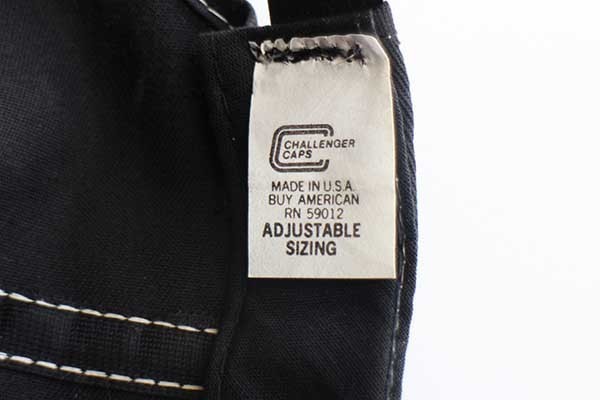 CHALLENGER
CAPS
MADE IN U.S.A.
BUY AMERICAN
RN 59012
ADJUSTABLE
SIZING